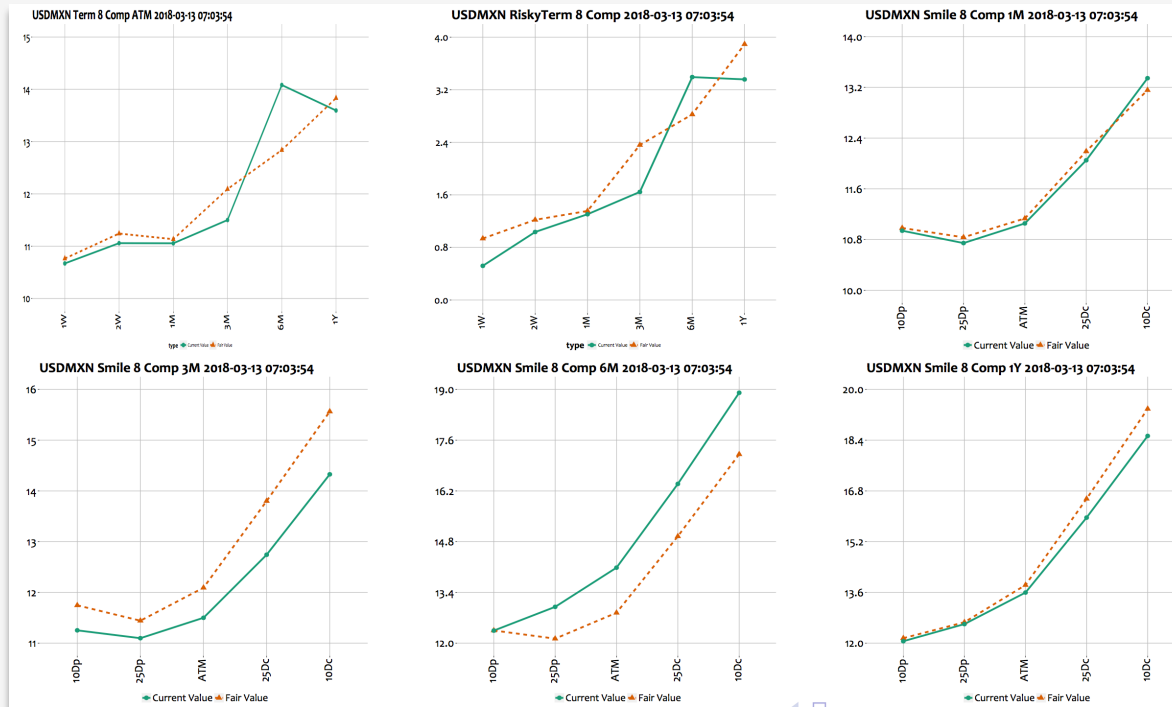 USDMXN Term 8 Comp ATM 2018-03-13 07:03:54
15
14
13
12
11
10
1W
2W
1M
3M
6M
1Y
type Current Value Fair Value
USDMXN RiskyTerm 8 Comp 2018-03-13 07:03:54
4.0
3.2
2.4
1.6
0.8
0.0
1W
2W
1M
3M
6M
1Y
type Current Value Fair Value
USDMXN Smile 8 Comp 1M 2018-03-13 07:03:54
14.0
13.2
12.4
11.6
10.8
10.0
10Dp
25Dp
ATM
25Dc
10Dc
Current Value Fair Value
USDMXN Smile 8 Comp 3M 2018-03-13 07:03:54
16
15
14
13
12
11
10Dp
25Dp
ATM
25Dc
10Dc
Current Value Fair Value
USDMXN Smile 8 Comp 6M 2018-03-13 07:03:54
19.0
17.6
16.2
14.8
13.4
12.0
10Dp
25Dp
ATM
25Dc
10Dc
Current Value Fair Value
USDMXN Smile 8 Comp 1Y 2018-03-13 07:03:54
20.0
18.4
16.8
15.2
13.6
12.0
10Dp
25Dp
ATM
25Dc
10Dc
Current Value Fair Value